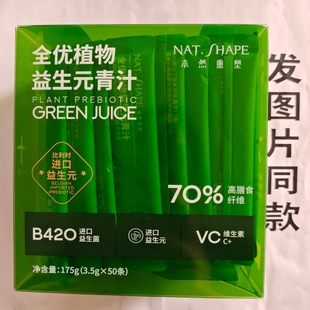 全优植物
益生元青汁
PLANT PREBIOTIC
GREEN JUICE
NAT. SHAPE
本然重塑
比利时
进口
益生元
BELGIAN
IMPORTED
PREBIOTIC
70% 高膳食
纤维
B420 进口
益生菌
进口
益生元
VC 维生素
C+
净含量:175g(3.5g×50条)
发图片同款